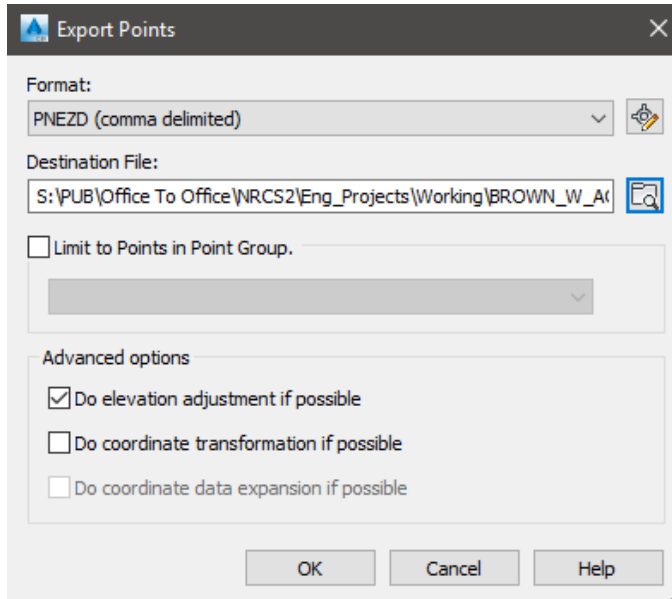 Export Points
Format:
PNEZD (comma delimited)
Destination File:
S:\PUB\Office To Office\NRCS2\Eng_Projects\Working\BROWN_W_A
Limit to Points in Point Group.
Advanced options
Do elevation adjustment if possible
Do coordinate transformation if possible
Do coordinate data expansion if possible
OK Cancel Help